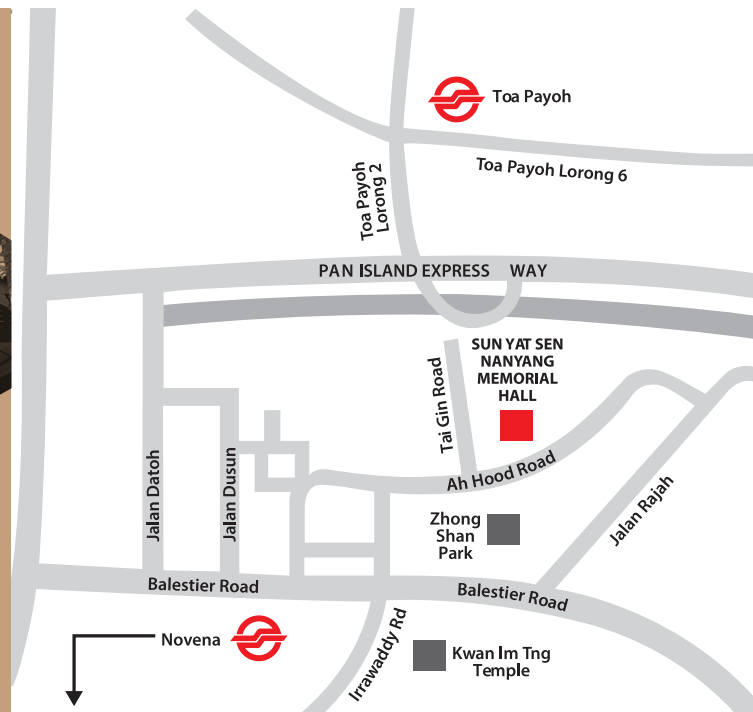 Toa Payoh
Toa Payoh Lorong 6
Toa Payoh
Lorong 2
PAN ISLAND EXPRESS WAY
SUN YAT SEN
NANYANG
MEMORIAL
HALL
Tai Gin Road
Ah Hood Road
Jalan Datoh
Jalan Dusun
Zhong
Shan
Park
Jalan Rajah
Balestier Road
Balestier Road
Novena
Irrawaddy Rd
Kwan Im Tng
Temple